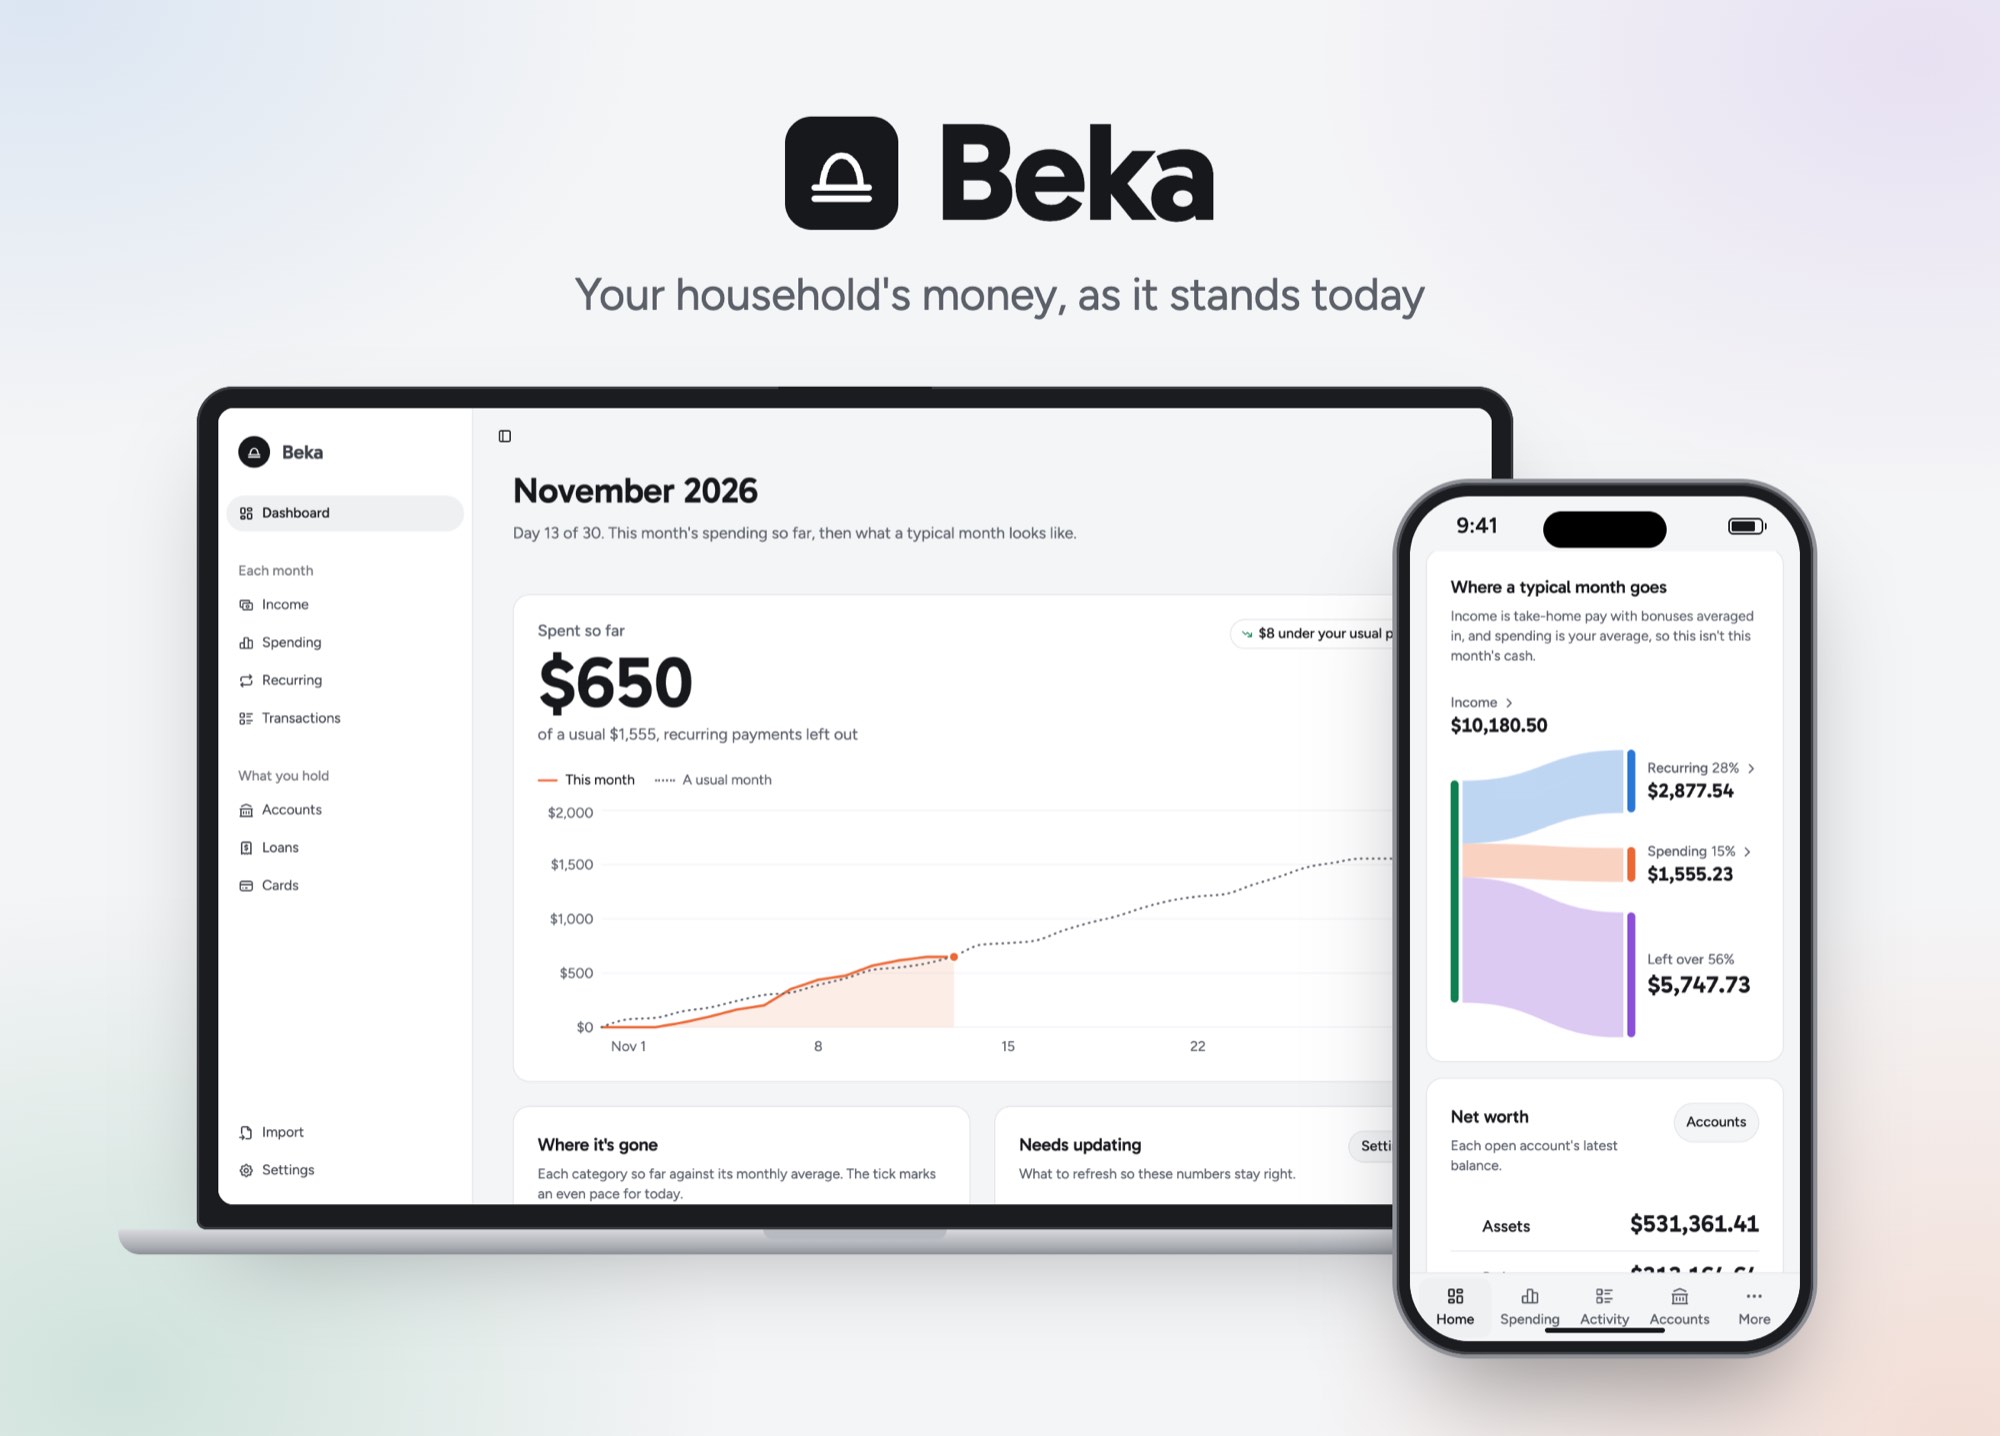 Beka
Your household's money, as it stands today
Beka
Dashboard
Each month
Income
Spending
Recurring
Transactions
What you hold
Accounts
Loans
Cards
Import
Settings
November 2026
Day 13 of 30. This month's spending so far, then what a typical month looks like.
Spent so far
$8 under your usual p
$650
of a usual $1,555, recurring payments left out
This month
A usual month
$2,000
$1,500
$1,000
$500
$0
Nov 1
8
15
22
Where it's gone
Each category so far against its monthly average. The tick marks
an even pace for today.
Needs updating
Setti
What to refresh so these numbers stay right.
9:41
Where a typical month goes
Income is take-home pay with bonuses averaged
in, and spending is your average, so this isn't this
month's cash.
Income
$10,180.50
Recurring 28%
$2,877.54
Spending 15%
$1,555.23
Left over 56%
$5,747.73
Net worth
Accounts
Each open account's latest
balance.
Assets
$531,361.41
Home
Spending
Activity
Accounts
More